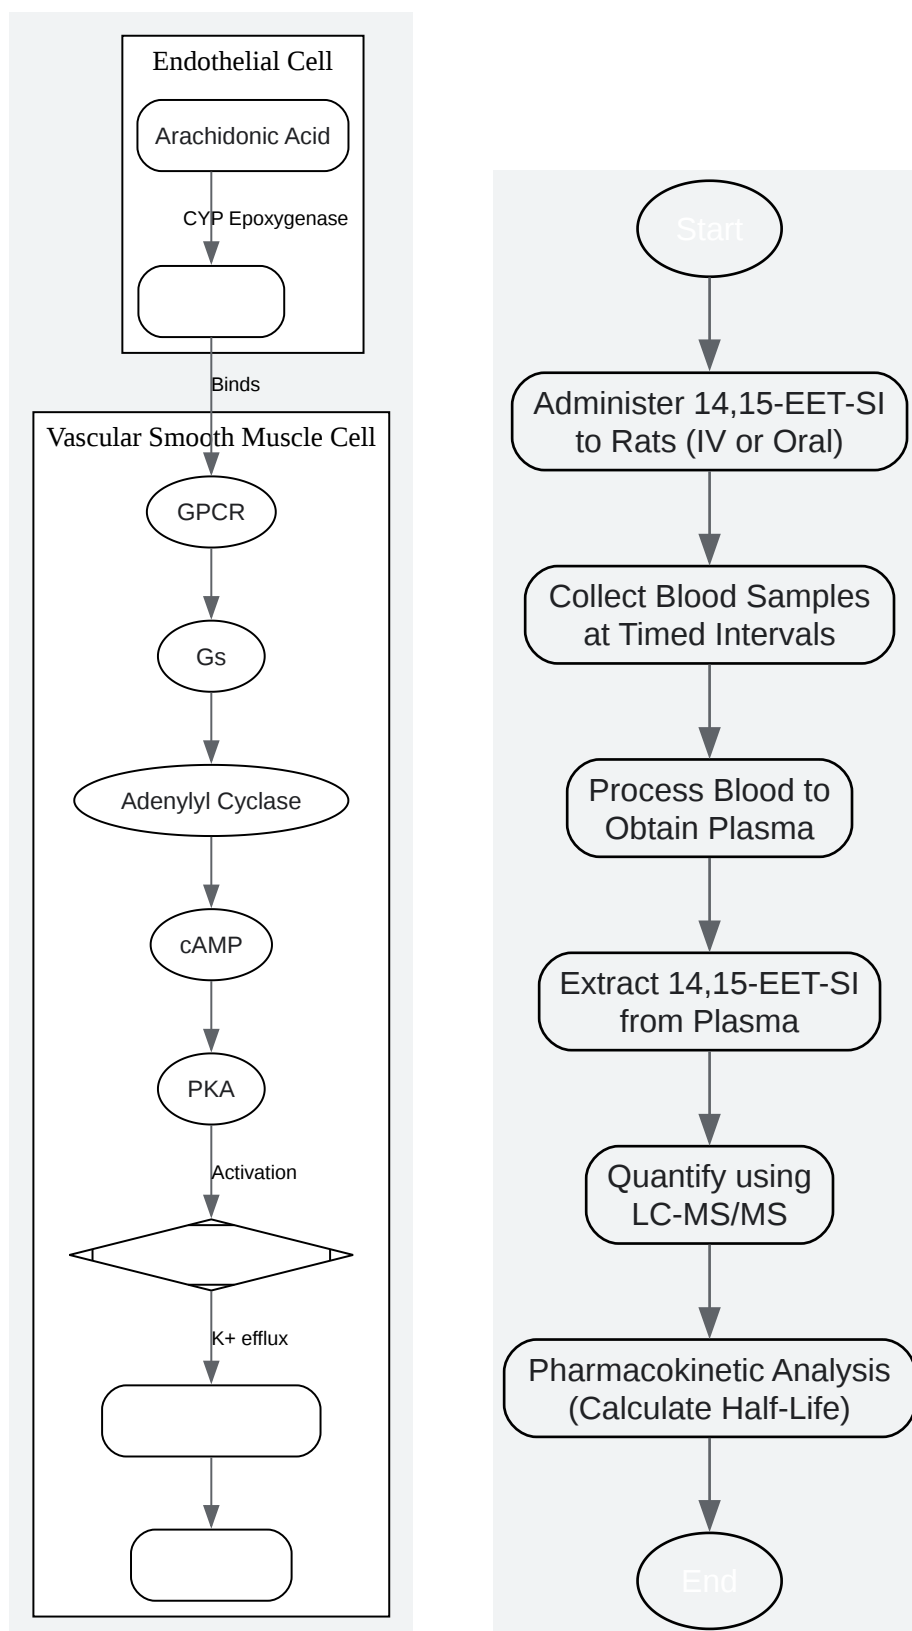 Endothelial Cell
Arachidonic Acid
CYP Epoxygenase
Binds
Vascular Smooth Muscle Cell
GPCR
Gs
Adenylyl Cyclase
cAMP
PKA
Activation
K+ efflux
Start
Administer 14,15-EET-SI
to Rats (IV or Oral)
Collect Blood Samples
at Timed Intervals
Process Blood to
Obtain Plasma
Extract 14,15-EET-SI
from Plasma
Quantify using
LC-MS/MS
Pharmacokinetic Analysis
(Calculate Half-Life)
End